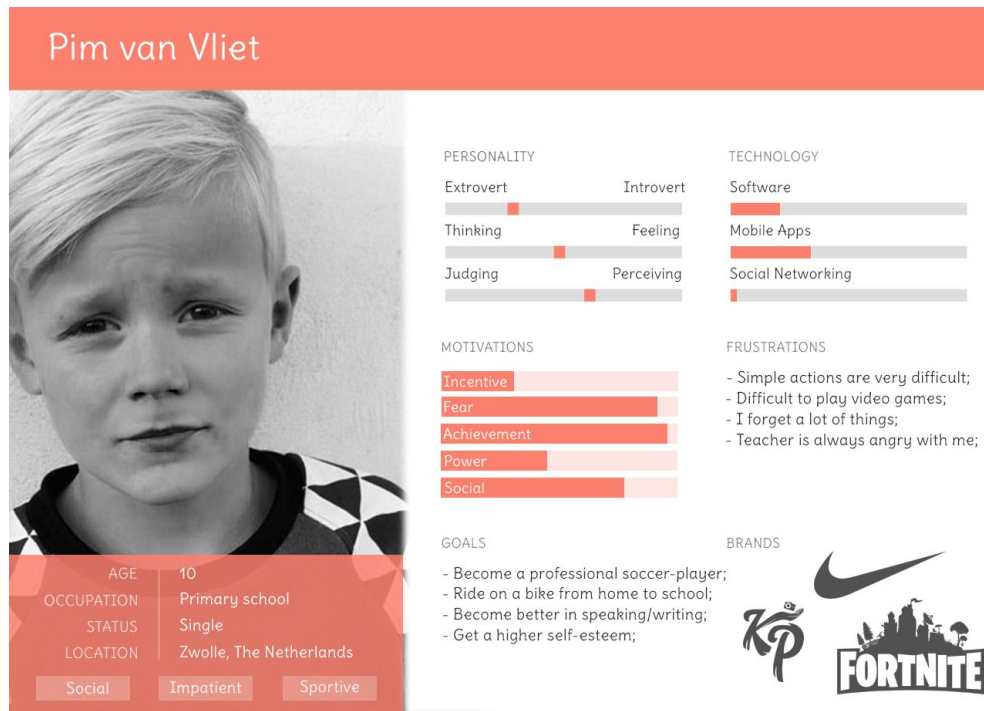 Pim van Vliet
AGE 10
OCCUPATION Primary school
STATUS Single
LOCATION Zwolle, The Netherlands
Social Impatient Sportive
PERSONALITY
Extrovert Introvert
Thinking Feeling
Judging Perceiving
TECHNOLOGY
Software
Mobile Apps
Social Networking
MOTIVATIONS
Incentive
Fear
Achievement
Power
Social
FRUSTRATIONS
- Simple actions are very difficult;
- Difficult to play video games;
- I forget a lot of things;
- Teacher is always angry with me;
GOALS
- Become a professional soccer-player;
- Ride on a bike from home to school;
- Become better in speaking/writing;
- Get a higher self-esteem;
BRANDS
KP
FORTNITE